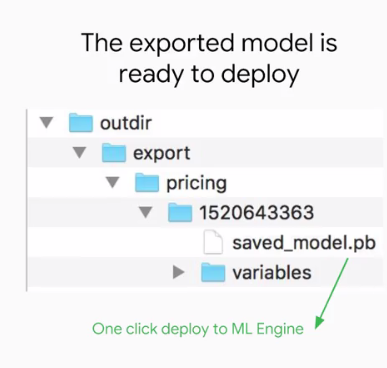 The exported model is
ready to deploy
outdir
export
pricing
1520643363
saved_model.pb
variables
One click deploy to ML Engine